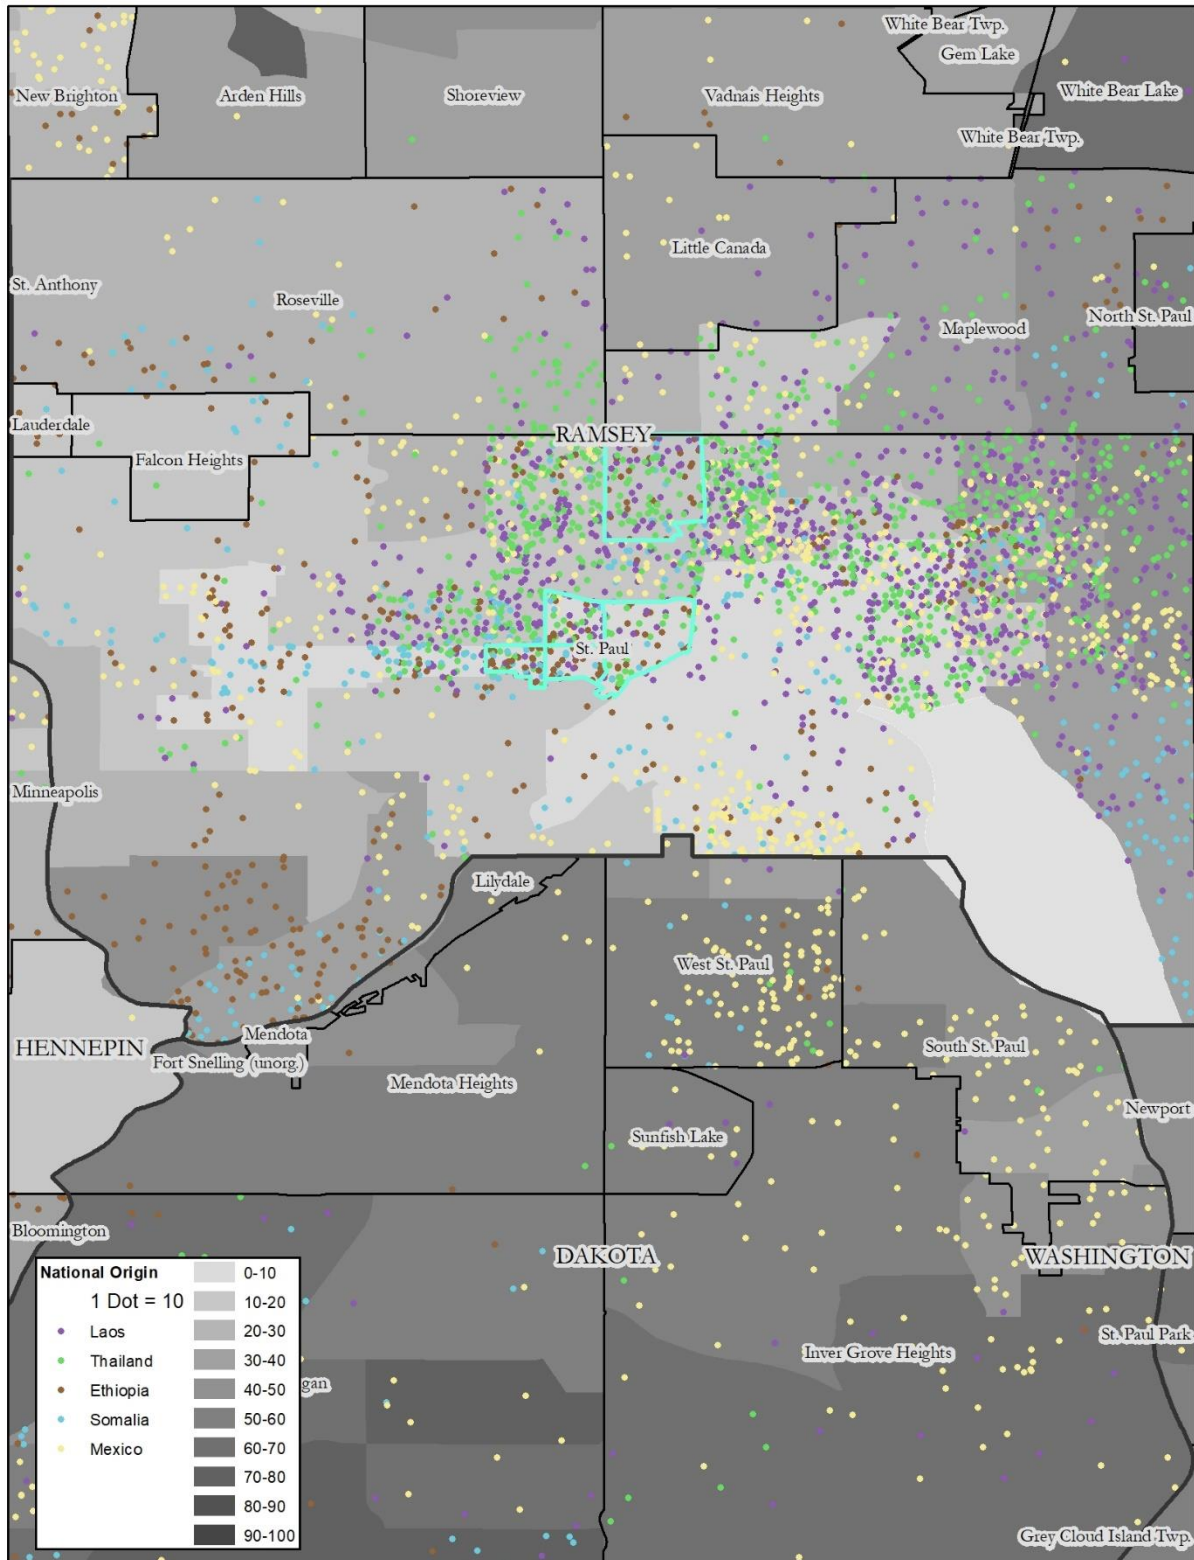 White Bear Twp.
Gem Lake
New Brighton
Arden Hills
Shoreview
Vadnais Heights
White Bear Lake
White Bear Twp.
Little Canada
St. Anthony
Roseville
North St. Paul
Maplewood
Lauderdale
RAMSEY
Falcon Heights
St. Paul
Minneapolis
Lilydale
West St. Paul
HENNEPIN
Mendota
Fort Snelling (unorg.)
South St. Paul
Mendota Heights
Newport
Sunfish Lake
Bloomington
DAKOTA
WASHINGTON
St. Paul Park
Inver Grove Heights
gan
Grey Cloud Island Twp.
National Origin
1 Dot = 10
Laos
Thailand
Ethiopia
Somalia
Mexico
0-10
10-20
20-30
30-40
40-50
50-60
60-70
70-80
80-90
90-100